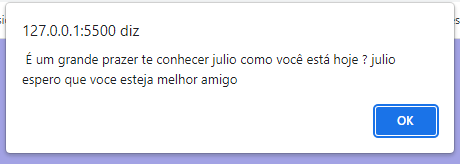 127.0.0.1:5500 diz
É um grande prazer te conhecer julio como você está hoje ? julio
espero que voce esteja melhor amigo
OK